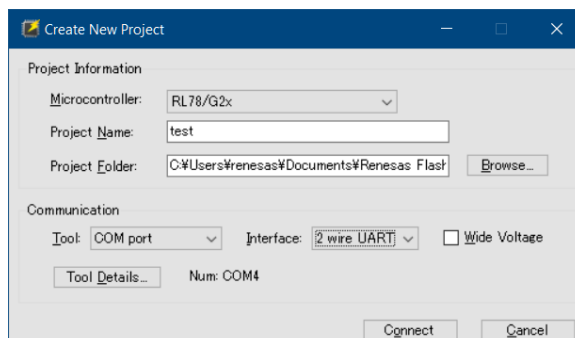 Create New Project
Project Information
Microcontroller: RL78/G2x
Project Name: test
Project Folder: C:¥Users¥renesas¥Documents¥Renesas Flash Browse...
Communication
Tool: COM port Interface: 2 wire UART Wide Voltage
Tool Details... Num: COM4
Connect Cancel